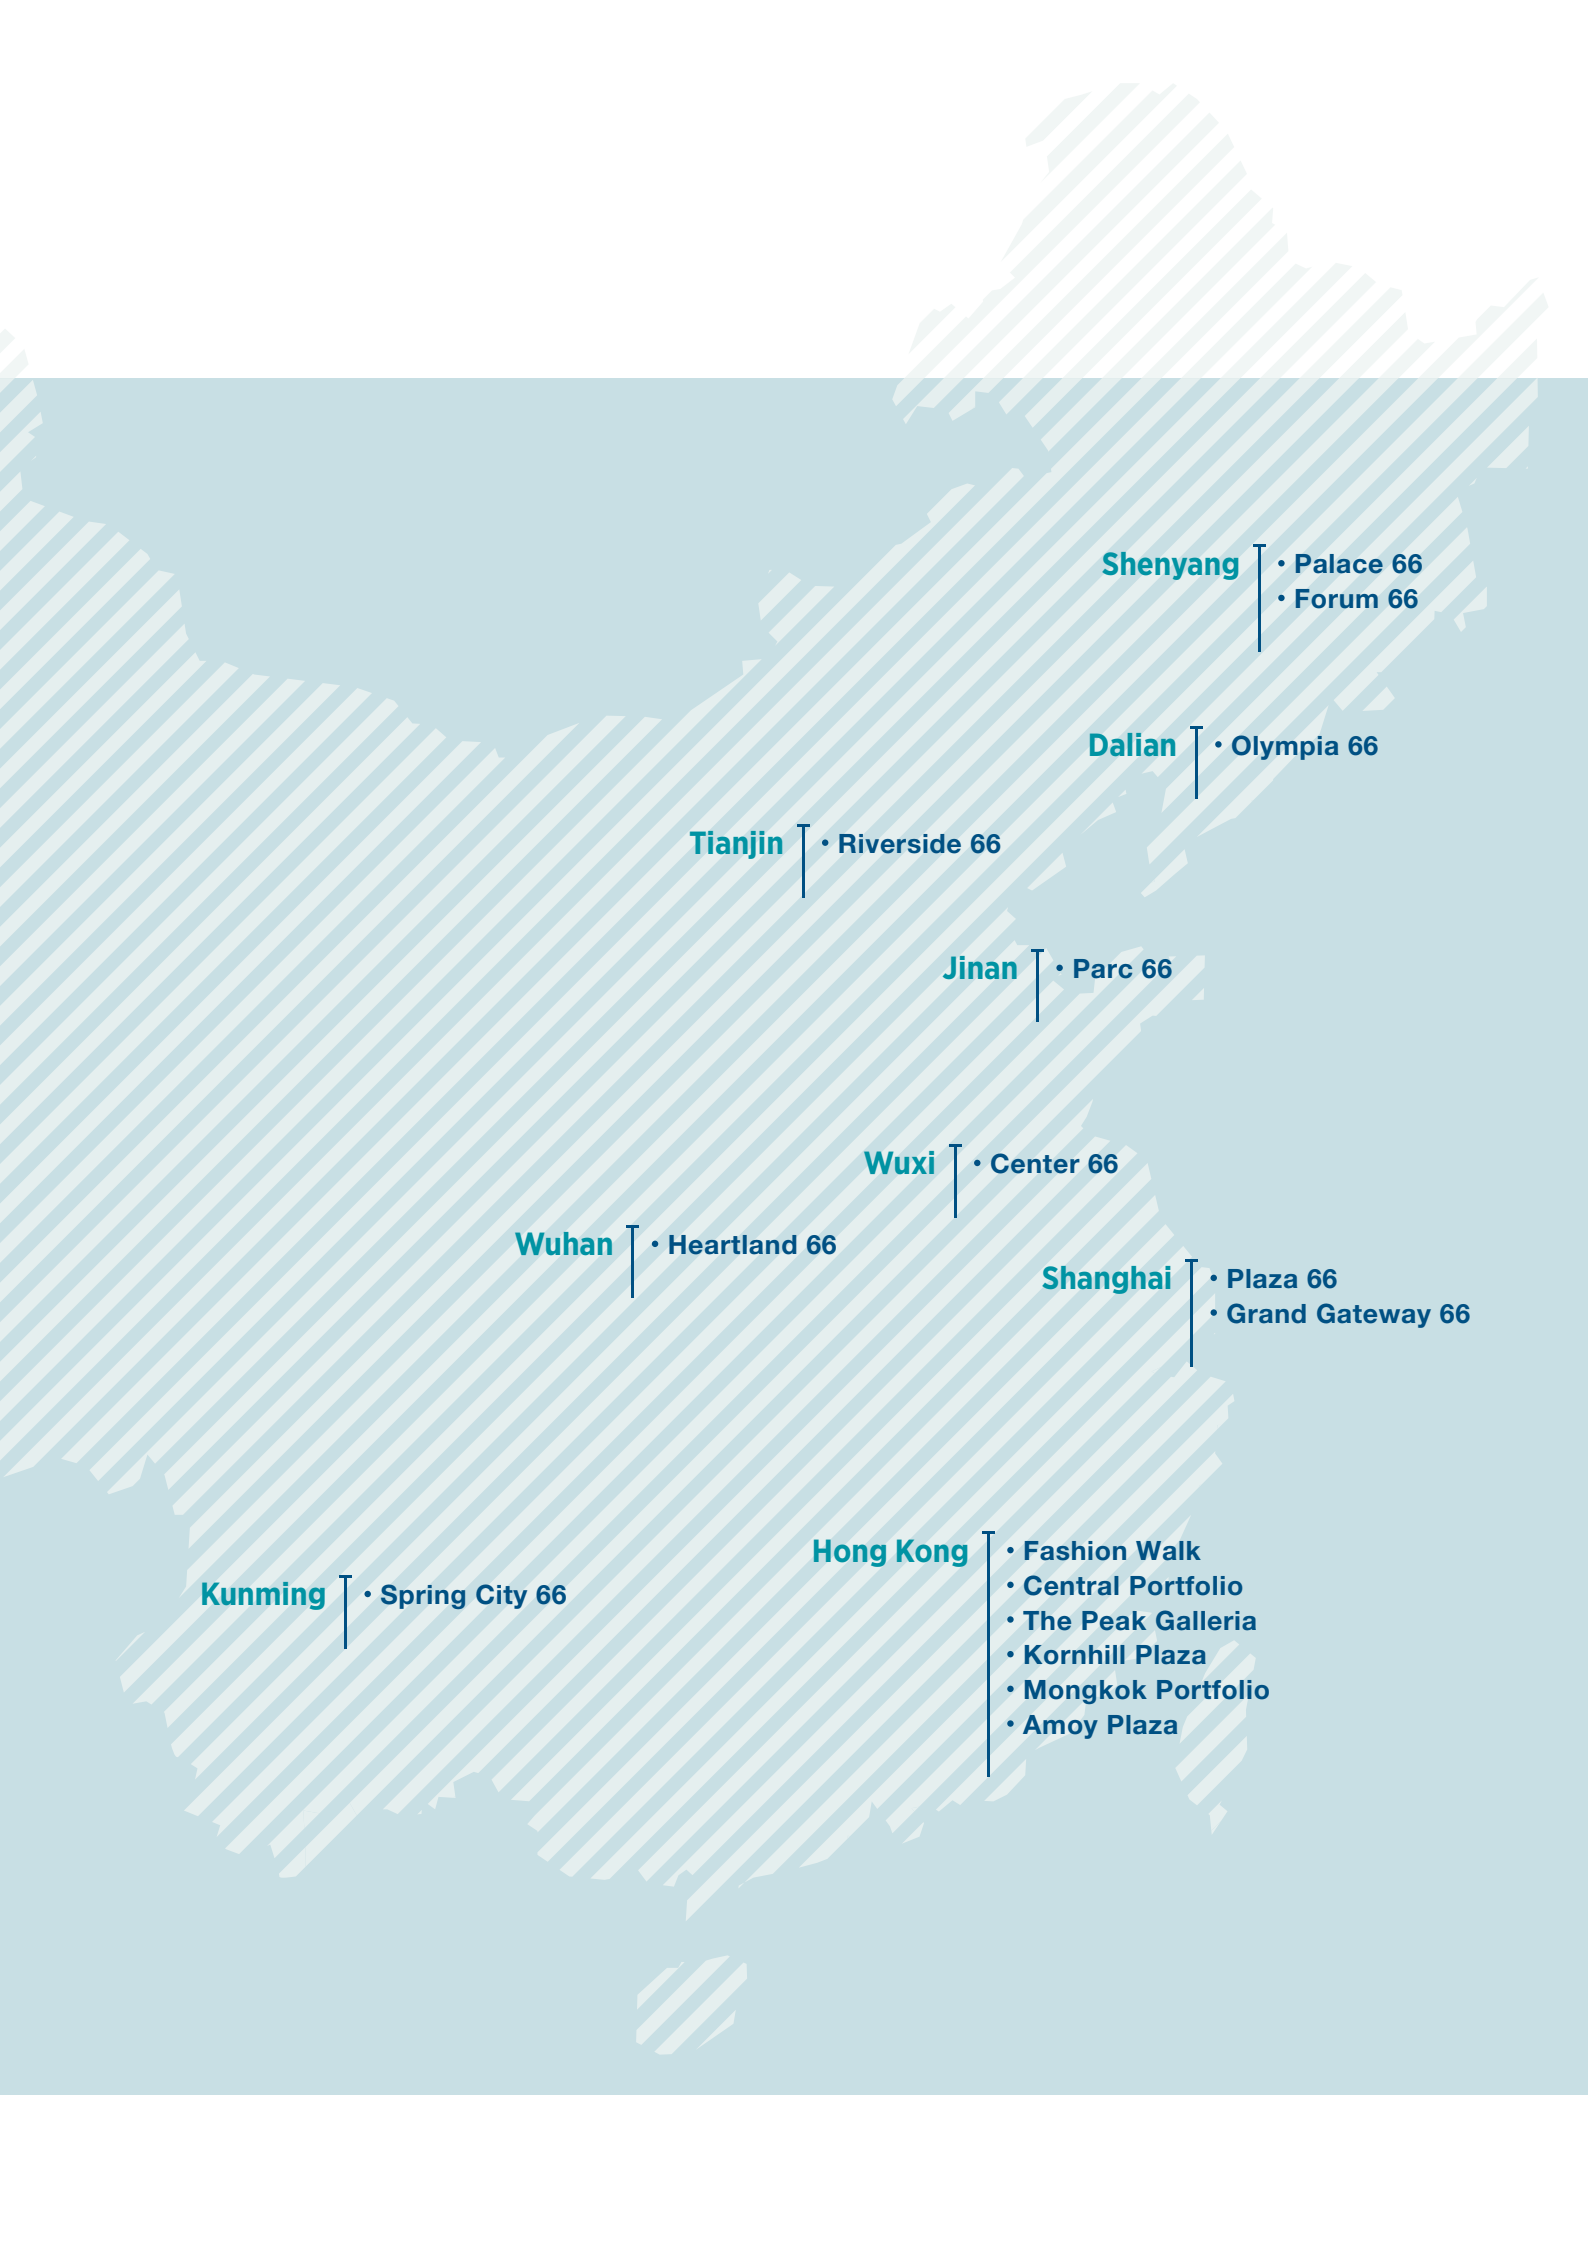 Shenyang
• Palace 66
• Forum 66
Dalian
• Olympia 66
Tianjin
• Riverside 66
Jinan
• Parc 66
Wuxi
• Center 66
Wuhan
• Heartland 66
Shanghai
• Plaza 66
• Grand Gateway 66
Hong Kong
• Fashion Walk
• Central Portfolio
• The Peak Galleria
• Kornhill Plaza
• Mongkok Portfolio
• Amoy Plaza
Kunming
• Spring City 66